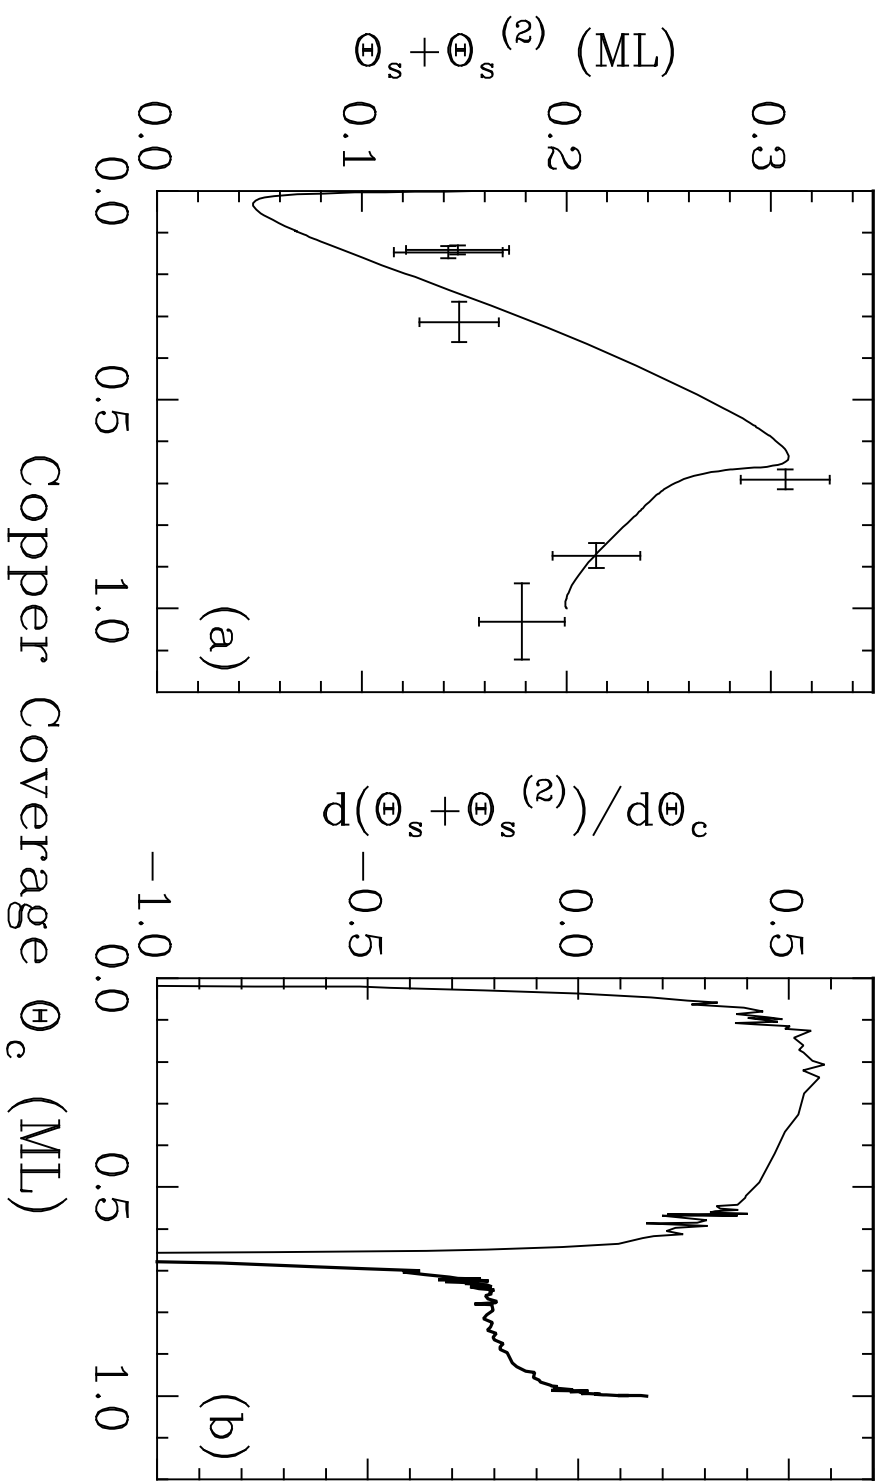 Θs+Θs(2) (ML)
0.0 0.1 0.2 0.3
0.0 0.5 1.0
(a)
d(Θs+Θs(2))/dΘc
−1.0 −0.5 0.0 0.5
0.0 0.5 1.0
(b)
Copper Coverage Θc (ML)